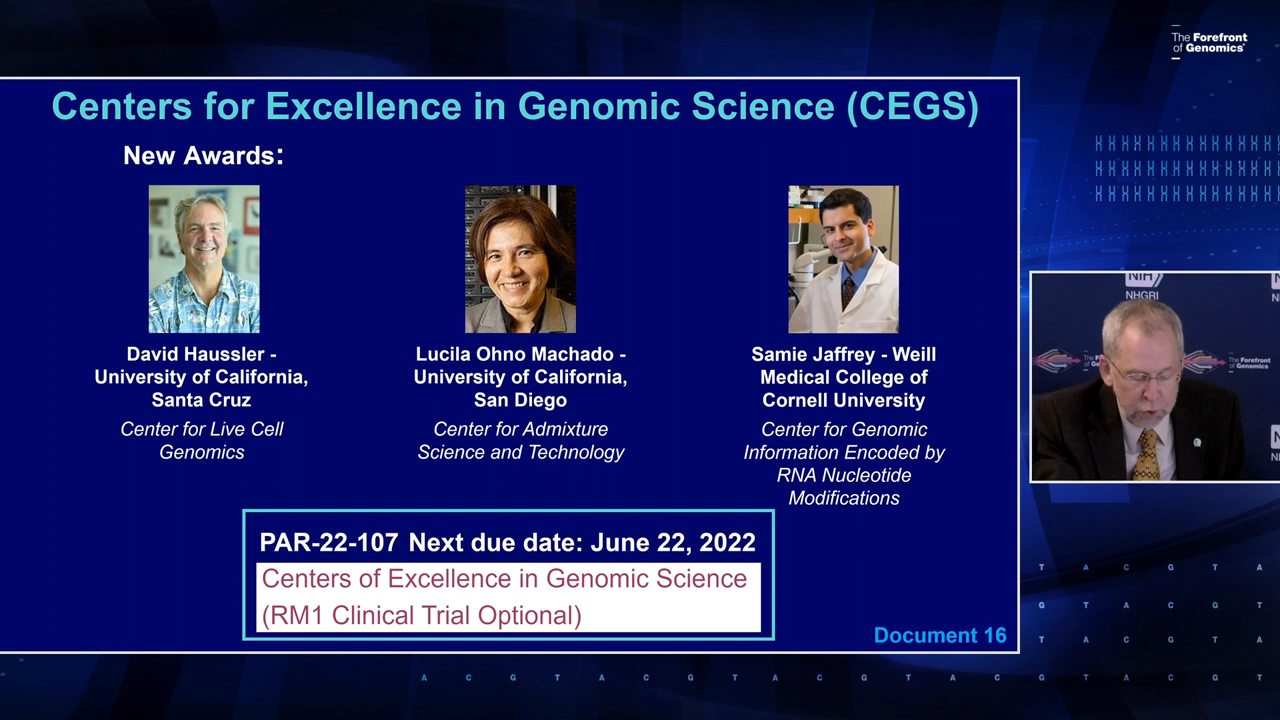 The Forefront
of Genomics®
Centers for Excellence in Genomic Science (CEGS)
New Awards:
David Haussler -
University of California,
Santa Cruz
Center for Live Cell
Genomics
Lucila Ohno Machado -
University of California,
San Diego
Center for Admixture
Science and Technology
Samie Jaffrey - Weill
Medical College of
Cornell University
Center for Genomic
Information Encoded by
RNA Nucleotide
Modifications
PAR-22-107 Next due date: June 22, 2022
Centers of Excellence in Genomic Science
(RM1 Clinical Trial Optional)
Document 16
NIH
NHGRI
The Forefront
of Genomics
T A C G T A
G T A C G T
T A C G T A
A C G T A C G T A C G T A C G T A C G T